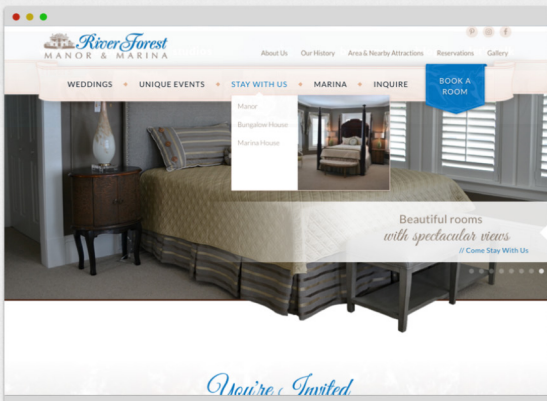 River Forest
MANOR & MARINA
About Us Our History Area & Nearby Attractions Reservations Gallery
WEDDINGS UNIQUE EVENTS STAY WITH US MARINA INQUIRE
BOOK A
ROOM
Manor
Bungalow House
Marina House
Beautiful rooms
with spectacular views
// Come Stay With Us
You're Invited